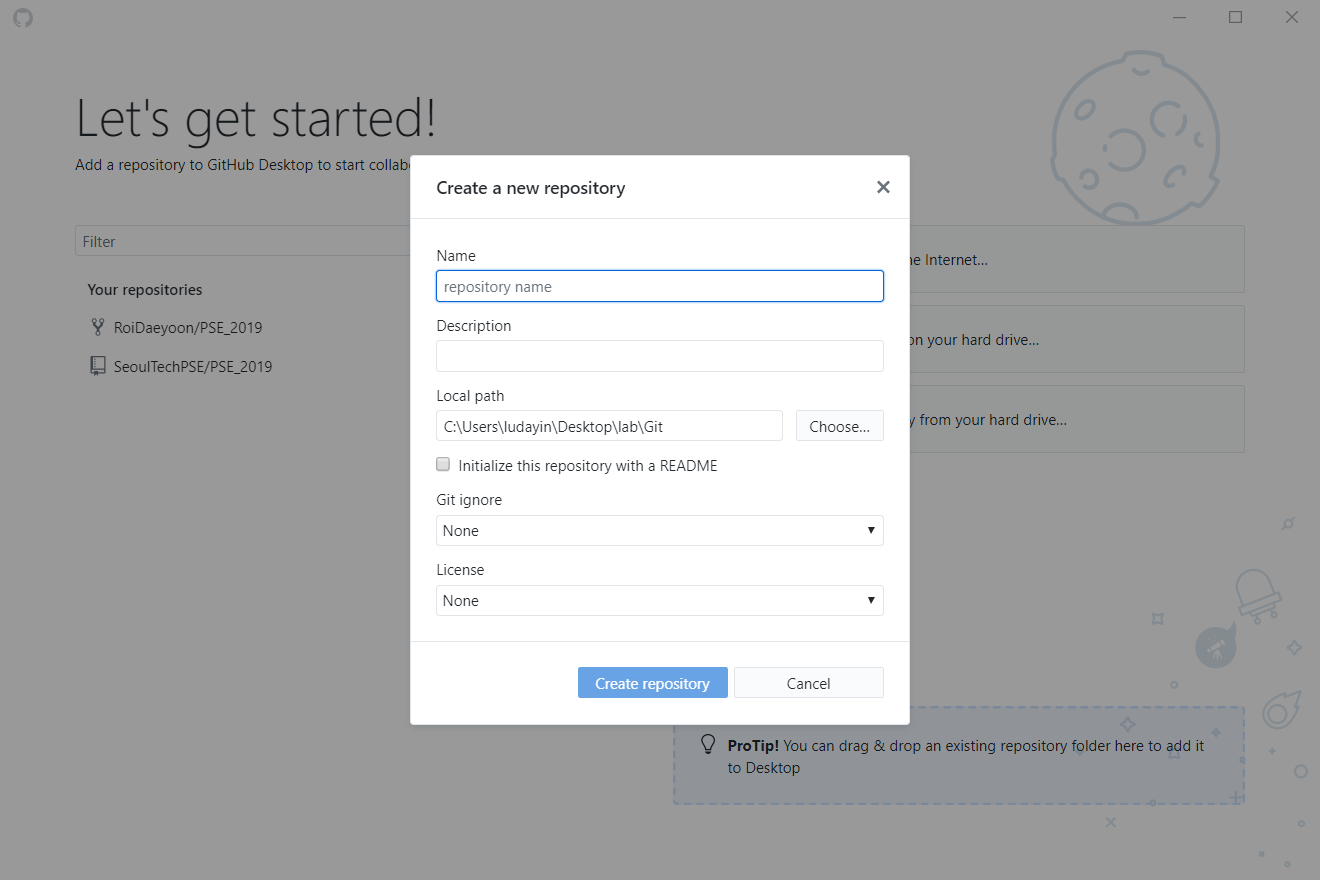 Let's get started!
Add a repository to GitHub Desktop to start collab
Filter
Your repositories
RoiDaeyoon/PSE_2019
SeoulTechPSE/PSE_2019
Create a new repository
Name
repository name
Description
Local path
C:\Users\ludayin\Desktop\lab\Git
Choose...
Initialize this repository with a README
Git ignore
None
License
None
Create repository
Cancel
Internet...
on your hard drive...
from your hard drive...
ProTip! You can drag & drop an existing repository folder here to add it
to Desktop